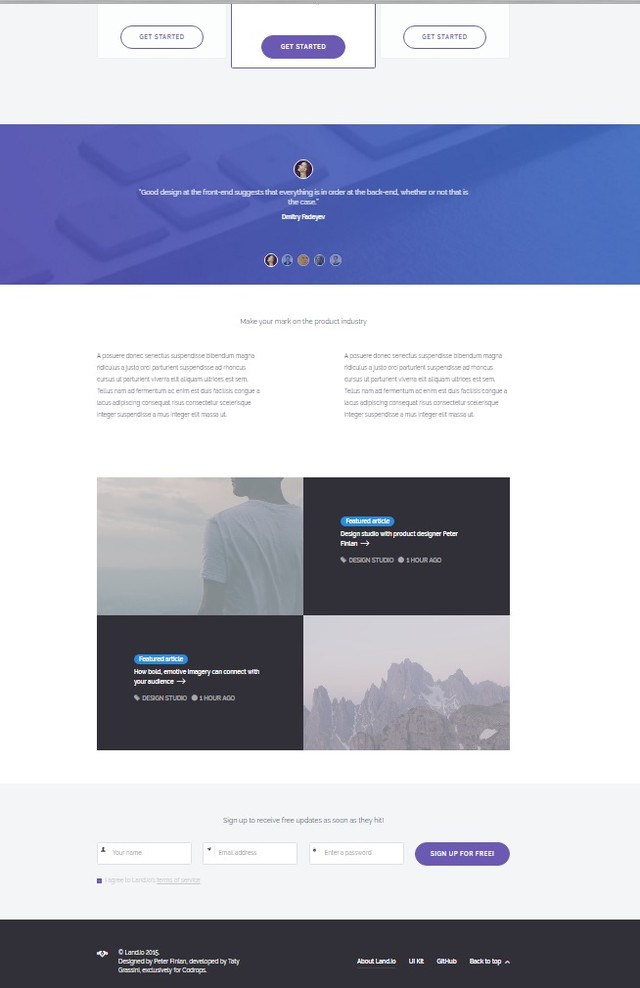 GET STARTED
GET STARTED
GET STARTED
"Good design at the front-end suggests that everything is in order at the back-end, whether or not that is
the case."
Dmitry Fadeyev
Make your mark on the product industry
A posuere donec senectus suspendisse bibendum magna
ridiculus a justo orci parturient suspendisse ad rhoncus
cursus ut parturient viverra elit aliquam ultrices est sem.
Tellus nam ad fermentum ac enim est duis facilisis congue a
lacus adipiscing consequat risus consectetur scelerisque
integer suspendisse a mus integer elit massa ut.
A posuere donec senectus suspendisse bibendum magna
ridiculus a justo orci parturient suspendisse ad rhoncus
cursus ut parturient viverra elit aliquam ultrices est sem.
Tellus nam ad fermentum ac enim est duis facilisis congue a
lacus adipiscing consequat risus consectetur scelerisque
integer suspendisse a mus integer elit massa ut.
Featured article
Design studio with product designer Peter
Finlan →
DESIGN STUDIO 1 HOUR AGO
Featured article
How bold, emotive imagery can connect with
your audience →
DESIGN STUDIO 1 HOUR AGO
Sign up to receive free updates as soon as they hit!
Your name
Email address
Enter a password
SIGN UP FOR FREE!
I agree to Land.io's terms of service
© Land.io 2015.
Designed by Peter Finlan, developed by Taty
Grassini, exclusively for Codrops.
About Land.io
UI Kit
GitHub
Back to top